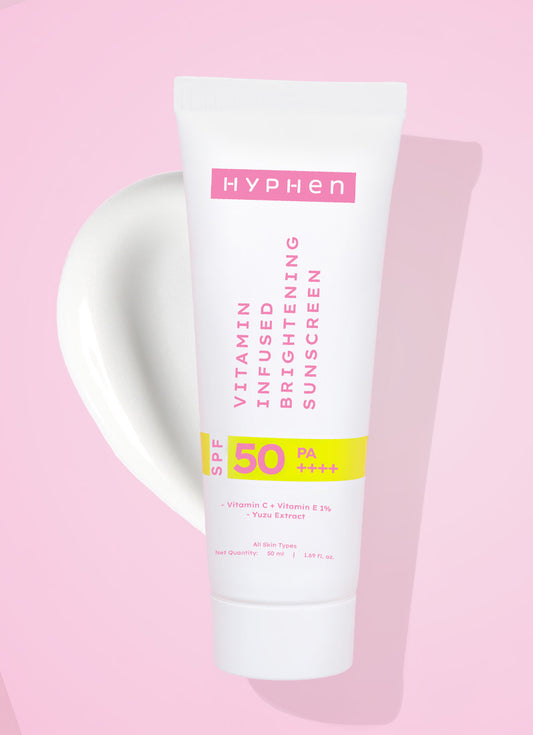 HYPHEN
VITAMIN
INFUSED
BRIGHTENING
SUNSCREEN
SPF 50 PA
++++
- Vitamin C + Vitamin E 1%
- Yuzu Extract
All Skin Types
Net Quantity: 50 ml | 1.69 fl. oz.